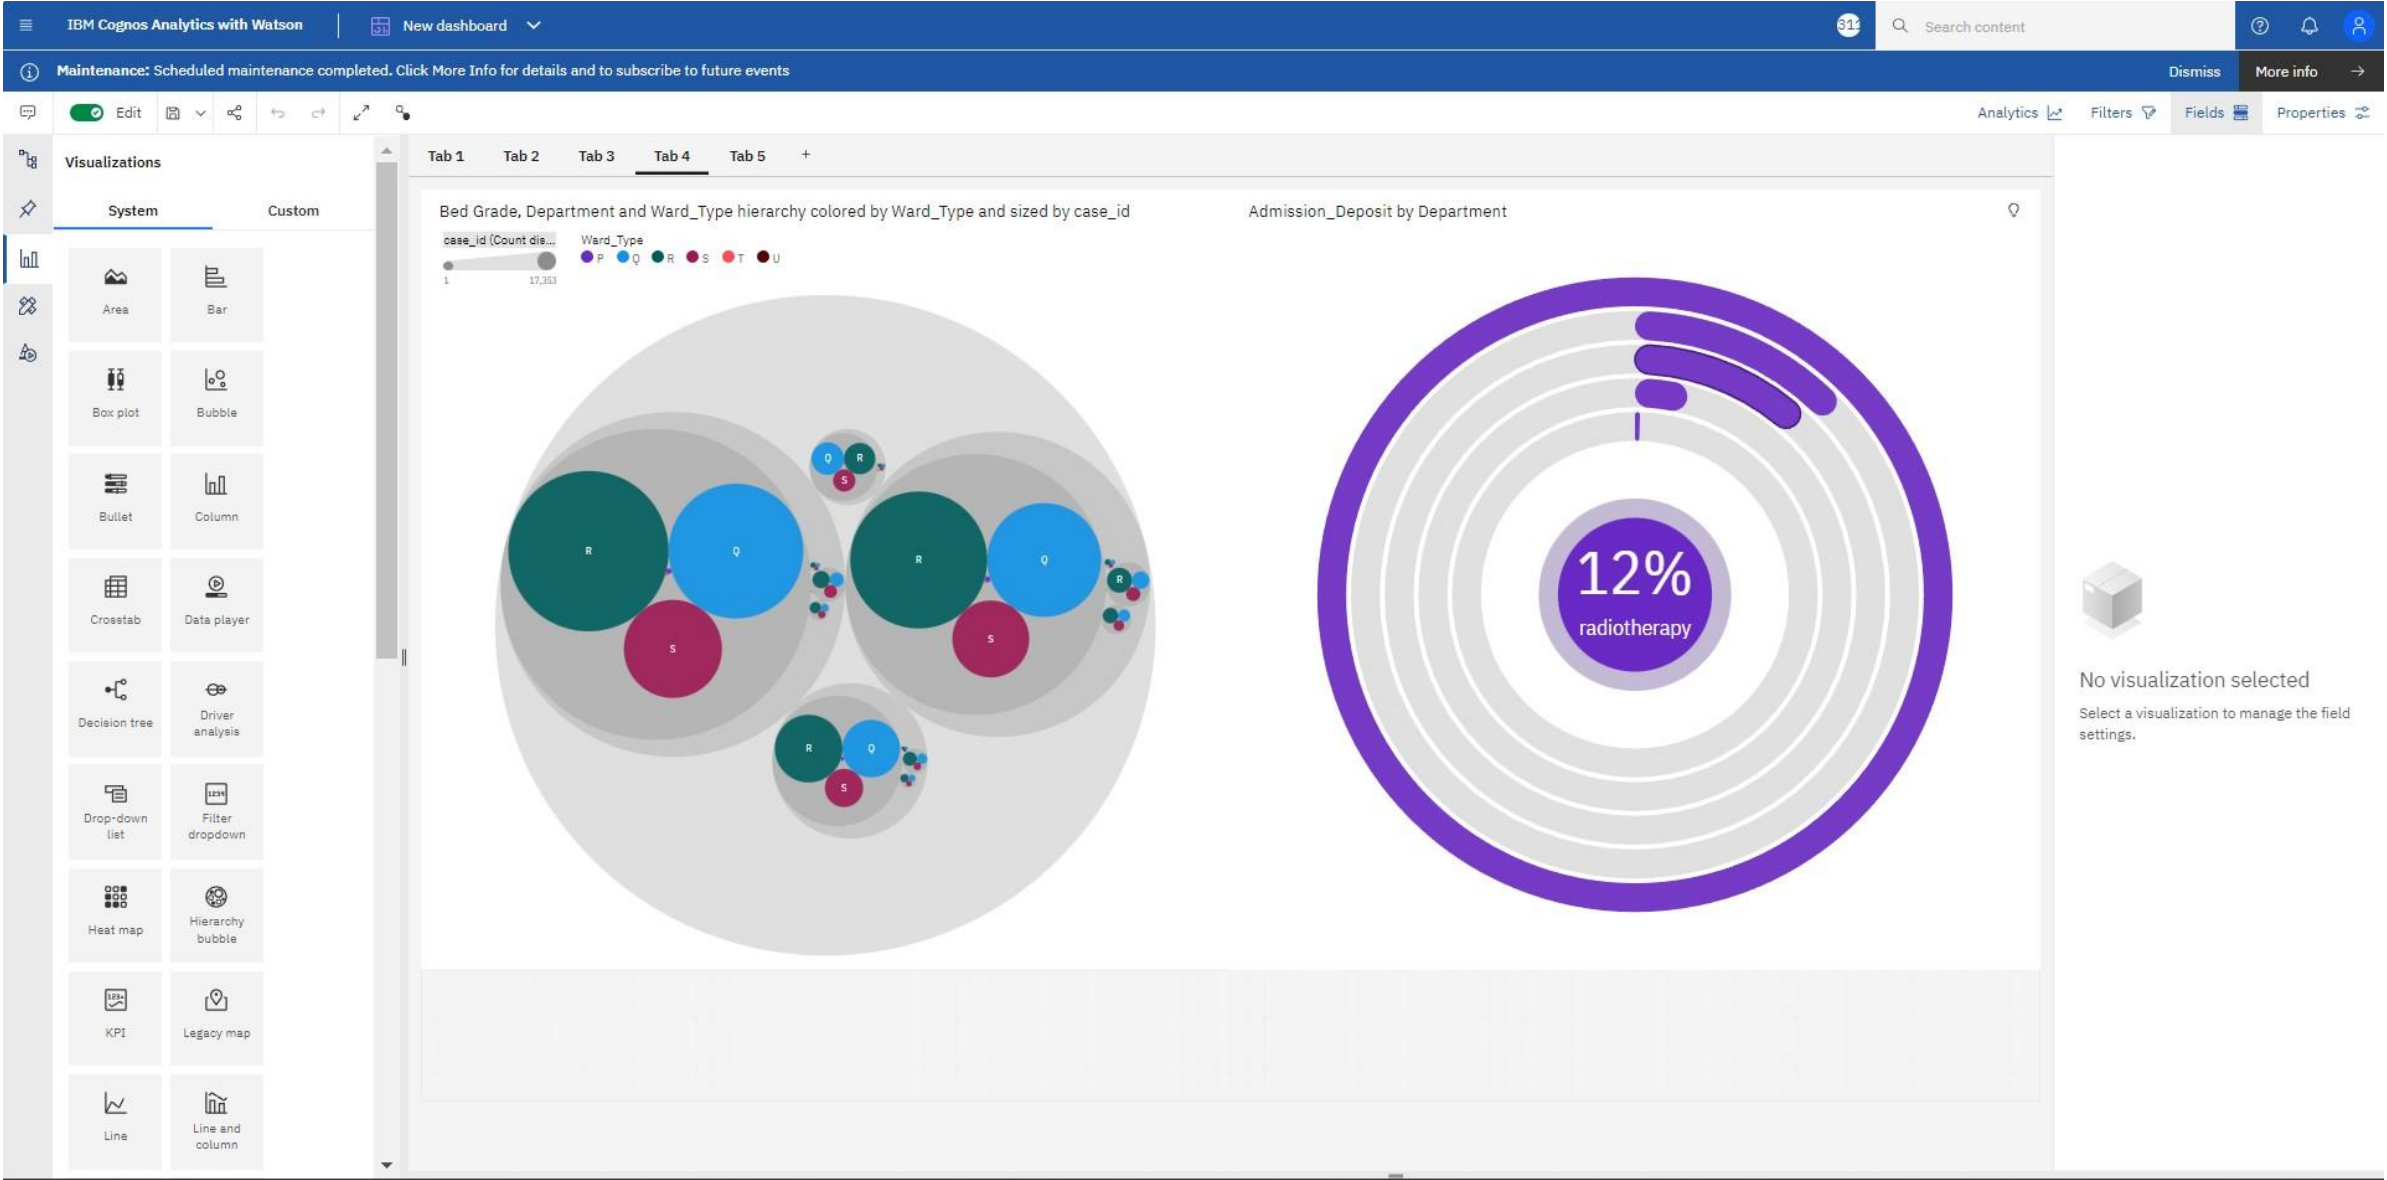 IBM Cognos Analytics with Watson
New dashboard
Search content
Maintenance: Scheduled maintenance completed. Click More Info for details and to subscribe to future events
Dismiss
More info
Edit
Analytics
Filters
Fields
Properties
Visualizations
System
Custom
Area
Bar
Box plot
Bubble
Bullet
Column
Crosstab
Data player
Decision tree
Driver
analysis
Drop-down
list
Filter
dropdown
Heat map
Hierarchy
bubble
KPI
Legacy map
Line
Line and
column
Tab 1
Tab 2
Tab 3
Tab 4
Tab 5
+
Bed Grade, Department and Ward_Type hierarchy colored by Ward_Type and sized by case_id
case_id (Count dis...
1
17,353
Ward_Type
P Q R S T U
Q R
S
R Q
S
R Q
S
R
R Q
S
Admission_Deposit by Department
12%
radiotherapy
No visualization selected
Select a visualization to manage the field
settings.